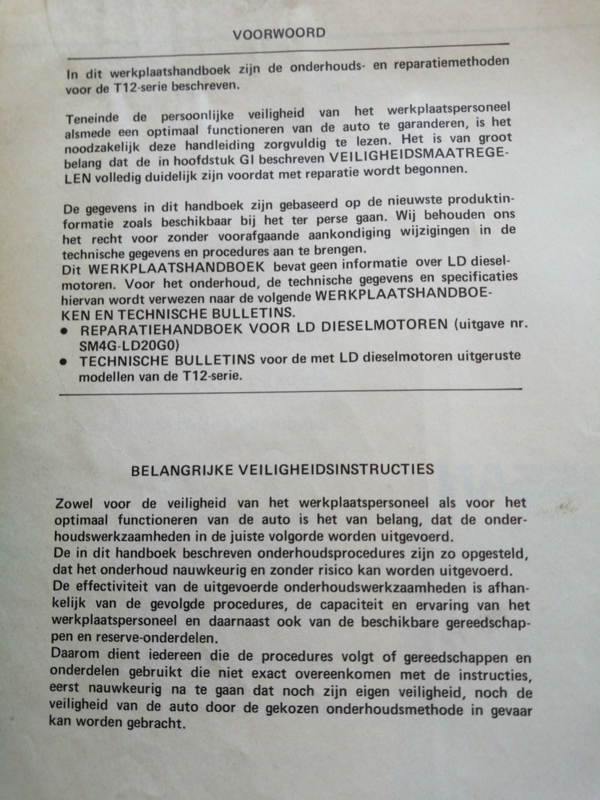 VOORWOORD
In dit werkplaatshandboek zijn de onderhouds- en reparatiemethoden
voor de T12-serie beschreven.
Teneinde de persoonlijke veiligheid van het werkplaatspersoneel
alsmede een optimaal functioneren van de auto te garanderen, is het
noodzakelijk deze handleiding zorgvuldig te lezen. Het is van groot
belang dat de in hoofdstuk GI beschreven VEILIGHEIDSMAATREGE-
LEN volledig duidelijk zijn voordat met reparatie wordt begonnen.
De gegevens in dit handboek zijn gebaseerd op de nieuwste produktin-
formatie zoals beschikbaar bij het ter perse gaan. Wij behouden ons
het recht voor zonder voorafgaande aankondiging wijzigingen in de
technische gegevens en procedures aan te brengen.
Dit WERKPLAATSHANDBOEK bevat geen informatie over LD diesel-
motoren. Voor het onderhoud, de technische gegevens en specificaties
hiervan wordt verwezen naar de volgende WERKPLAATSHANDBOE-
KEN EN TECHNISCHE BULLETINS.
● REPARATIEHANDBOEK VOOR LD DIESELMOTOREN (uitgave nr.
SM4G-LD20G0)
● TECHNISCHE BULLETINS voor de met LD dieselmotoren uitgeruste
modellen van de T12-serie.
BELANGRIJKE VEILIGHEIDSINSTRUCTIES
Zowel voor de veiligheid van het werkplaatspersoneel als voor het
optimaal functioneren van de auto is het van belang, dat de onder-
houdswerkzaamheden in de juiste volgorde worden uitgevoerd.
De in dit handboek beschreven onderhoudsprocedures zijn zo opgesteld,
dat het onderhoud nauwkeurig en zonder risico kan worden uitgevoerd.
De effectiviteit van de uitgevoerde onderhoudswerkzaamheden is afhan-
kelijk van de gevolgde procedures, de capaciteit en ervaring van het
werkplaatspersoneel en daarnaast ook van de beschikbare gereedschap-
pen en reserve-onderdelen.
Daarom dient iedereen die de procedures volgt of gereedschappen en
onderdelen gebruikt die niet exact overeenkomen met de instructies,
eerst nauwkeurig na te gaan dat noch zijn eigen veiligheid, noch de
veiligheid van de auto door de gekozen onderhoudsmethode in gevaar
kan worden gebracht.